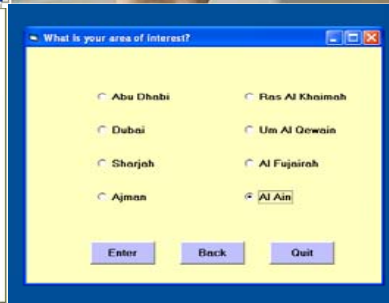 What is your area of interest?
Abu Dhabi
Ras Al Khaimah
Dubai
Um Al Qewain
Sharjah
Al Fujairah
Ajman
Al Ain
Enter
Back
Quit